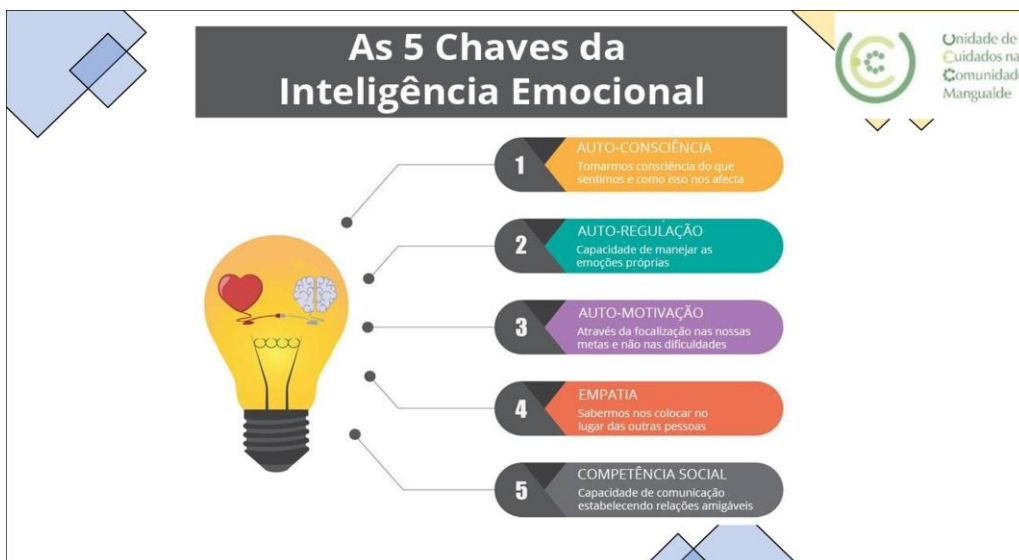 As 5 Chaves da
Inteligência Emocional
Unidade de
Cuidados na
Comunidade
Mangualde
1
AUTO-CONSCIÊNCIA
Tomarmos consciência do que
sentimos e como isso nos afecta
2
AUTO-REGULAÇÃO
Capacidade de manejar as
emoções próprias
3
AUTO-MOTIVAÇÃO
Através da focalização nas nossas
metas e não nas dificuldades
4
EMPATIA
Sabermos nos colocar no
lugar das outras pessoas
5
COMPETÊNCIA SOCIAL
Capacidade de comunicação
estabelecendo relações amigáveis